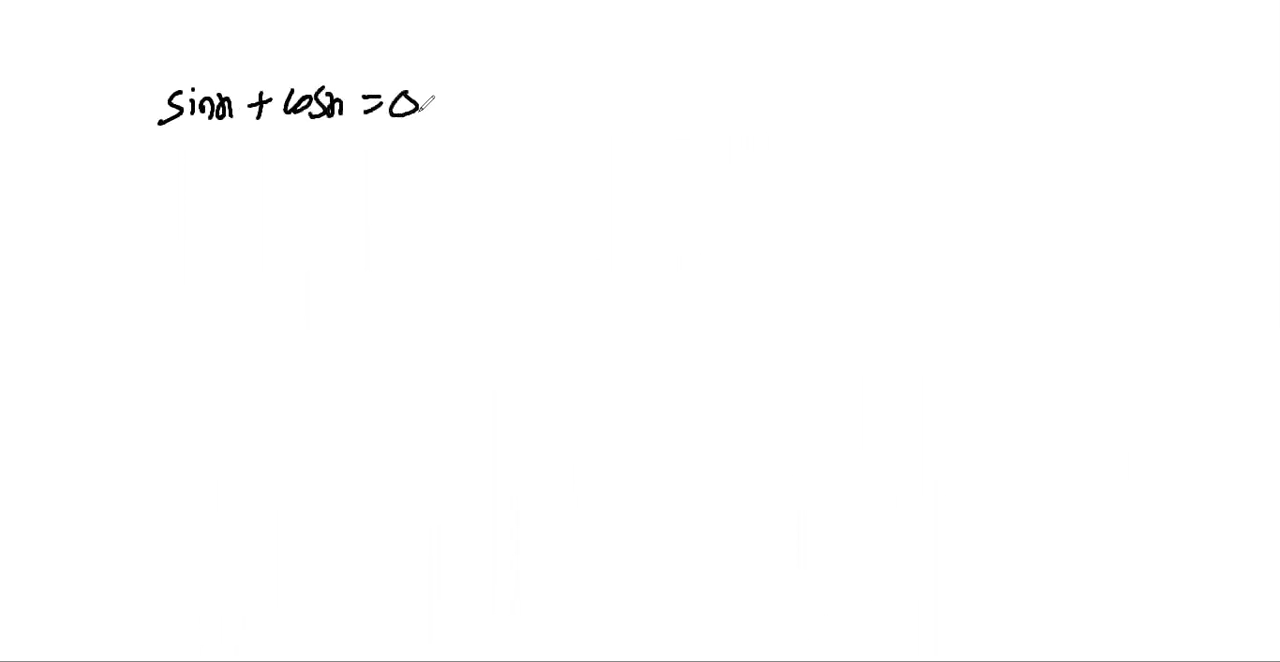 sinx + cosx = 0